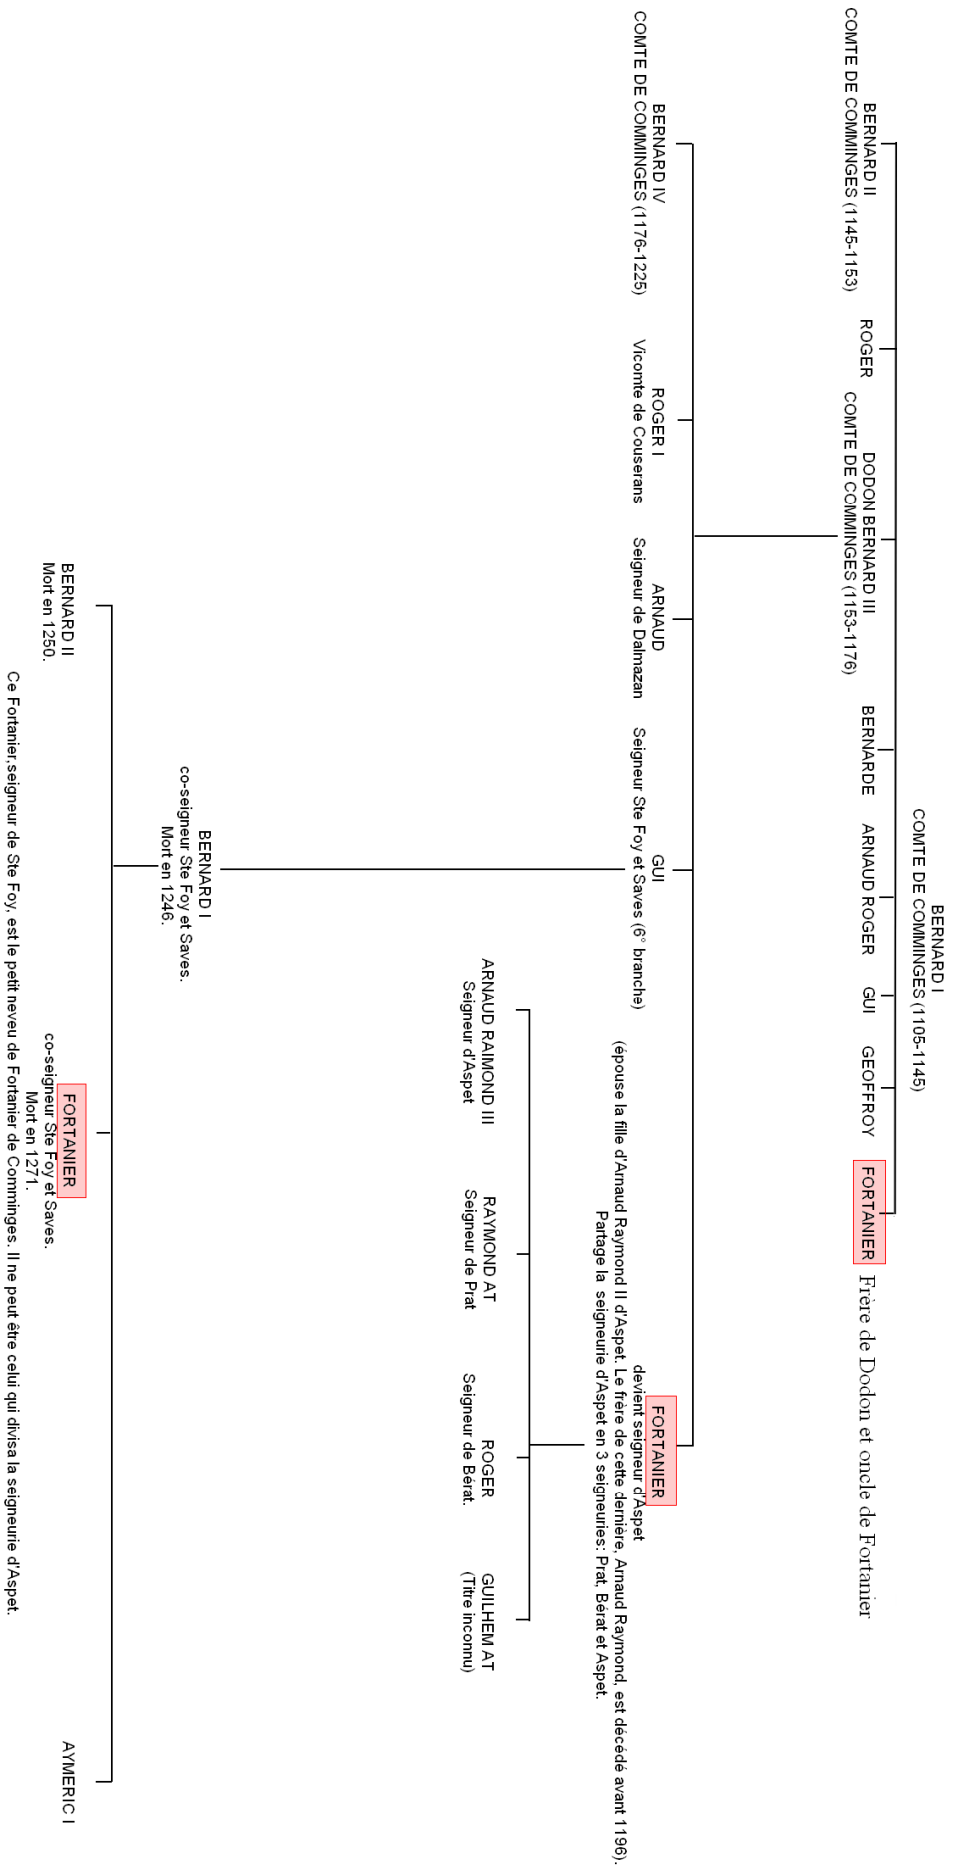 BERNARD I
COMTE DE COMMINGES (1105-1145)
BERNARD II
COMTE DE COMMINGES (1145-1153)
ROGER
DODON BERNARD III
COMTE DE COMMINGES (1153-1176)
BERNARDE
ARNAUD ROGER
GUI
GEOFFROY
FORTANIER
Frère de Dodon et oncle de Fortanier
BERNARD IV
COMTE DE COMMINGES (1176-1225)
ROGER I
Vicomte de Couserans
ARNAUD
Seigneur de Dalmazan
GUI
Seigneur Ste Foy et Saves (6° branche)
FORTANIER
devient seigneur d'Aspet
(épouse la fille d'Arnaud Raymond II d'Aspet. Le frère de cette dernière, Arnaud Raymond, est décédé avant 1196).
Partage la seigneurie d'Aspet en 3 seigneuries: Prat, Bérat et Aspet.
ARNAUD RAIMOND III
Seigneur d'Aspet
RAYMOND AT
Seigneur de Prat
ROGER
Seigneur de Bérat.
GUILHEM AT
(Titre inconnu)
BERNARD I
co-seigneur Ste Foy et Saves.
Mort en 1246.
BERNARD II
Mort en 1250.
FORTANIER
co-seigneur Ste Foy et Saves.
Mort en 1271.
AYMERIC I
Ce Fortanier,seigneur de Ste Foy, est le petit neveu de Fortanier de Comminges. Il ne peut être celui qui divisa la seigneurie d'Aspet.